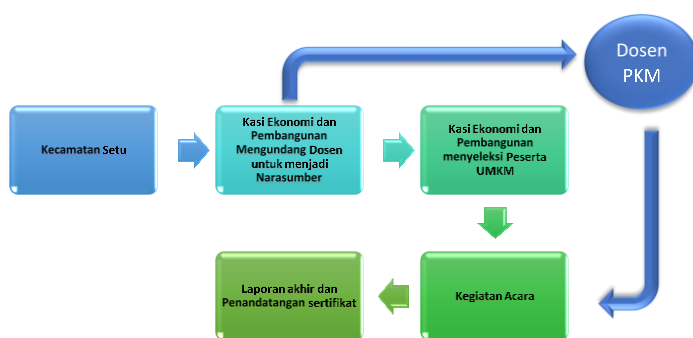 Dosen
PKM
Kecamatan Setu
Kasi Ekonomi dan
Pembangunan
Mengundang Dosen
untuk menjadi
Narasumber
Kasi Ekonomi dan
Pembangunan
menyeleksi Peserta
UMKM
Kegiatan Acara
Laporan akhir dan
Penandatangan sertifikat